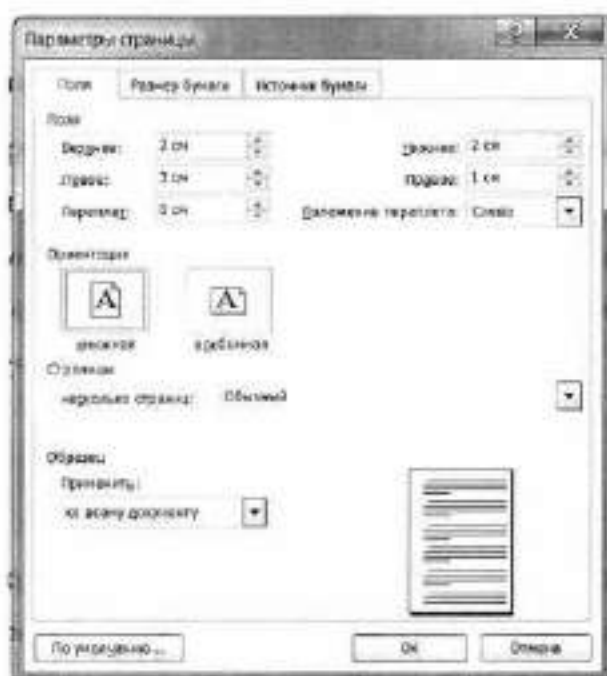 Параметры страницы
Поля Размер бумаги Источник бумаги
Поля
Верхнее: 2 см Нижнее: 2 см
Левое: 3 см Правое: 1 см
Переплет: 0 см Положение переплета: Слева
Ориентация
A A
книжная альбомная
Страницы
несколько страниц: Обычный
Образец
Применить:
ко всему документу
По умолчанию... ОК Отмена